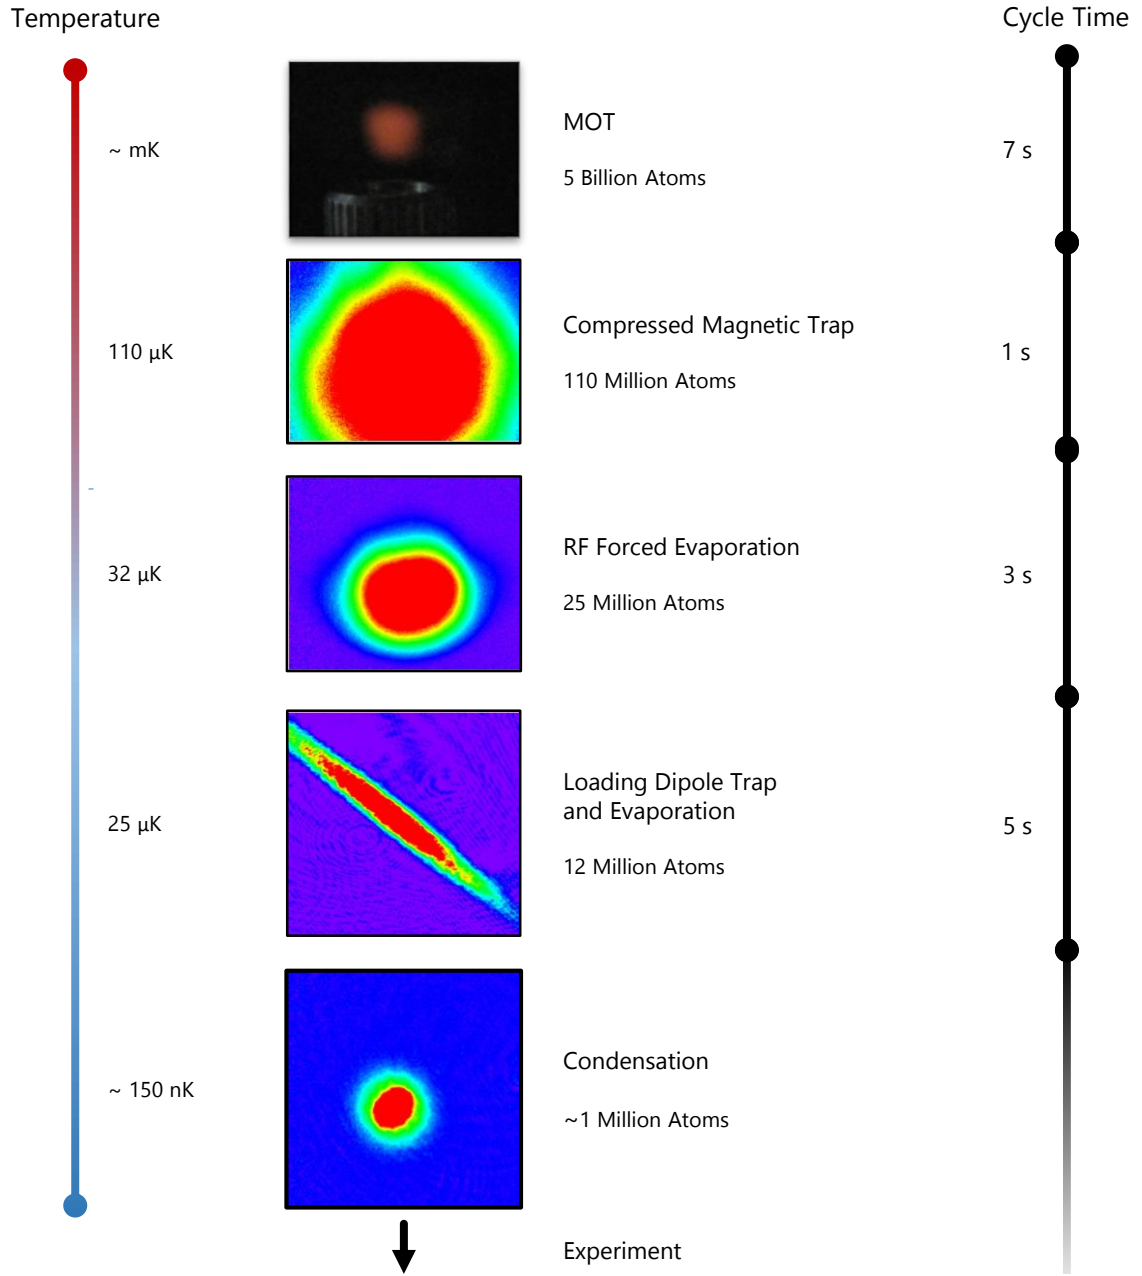 Temperature
Cycle Time
~ mK
MOT
5 Billion Atoms
7 s
110 µK
Compressed Magnetic Trap
110 Million Atoms
1 s
32 µK
RF Forced Evaporation
25 Million Atoms
3 s
25 µK
Loading Dipole Trap
and Evaporation
12 Million Atoms
5 s
~ 150 nK
Condensation
~1 Million Atoms
Experiment